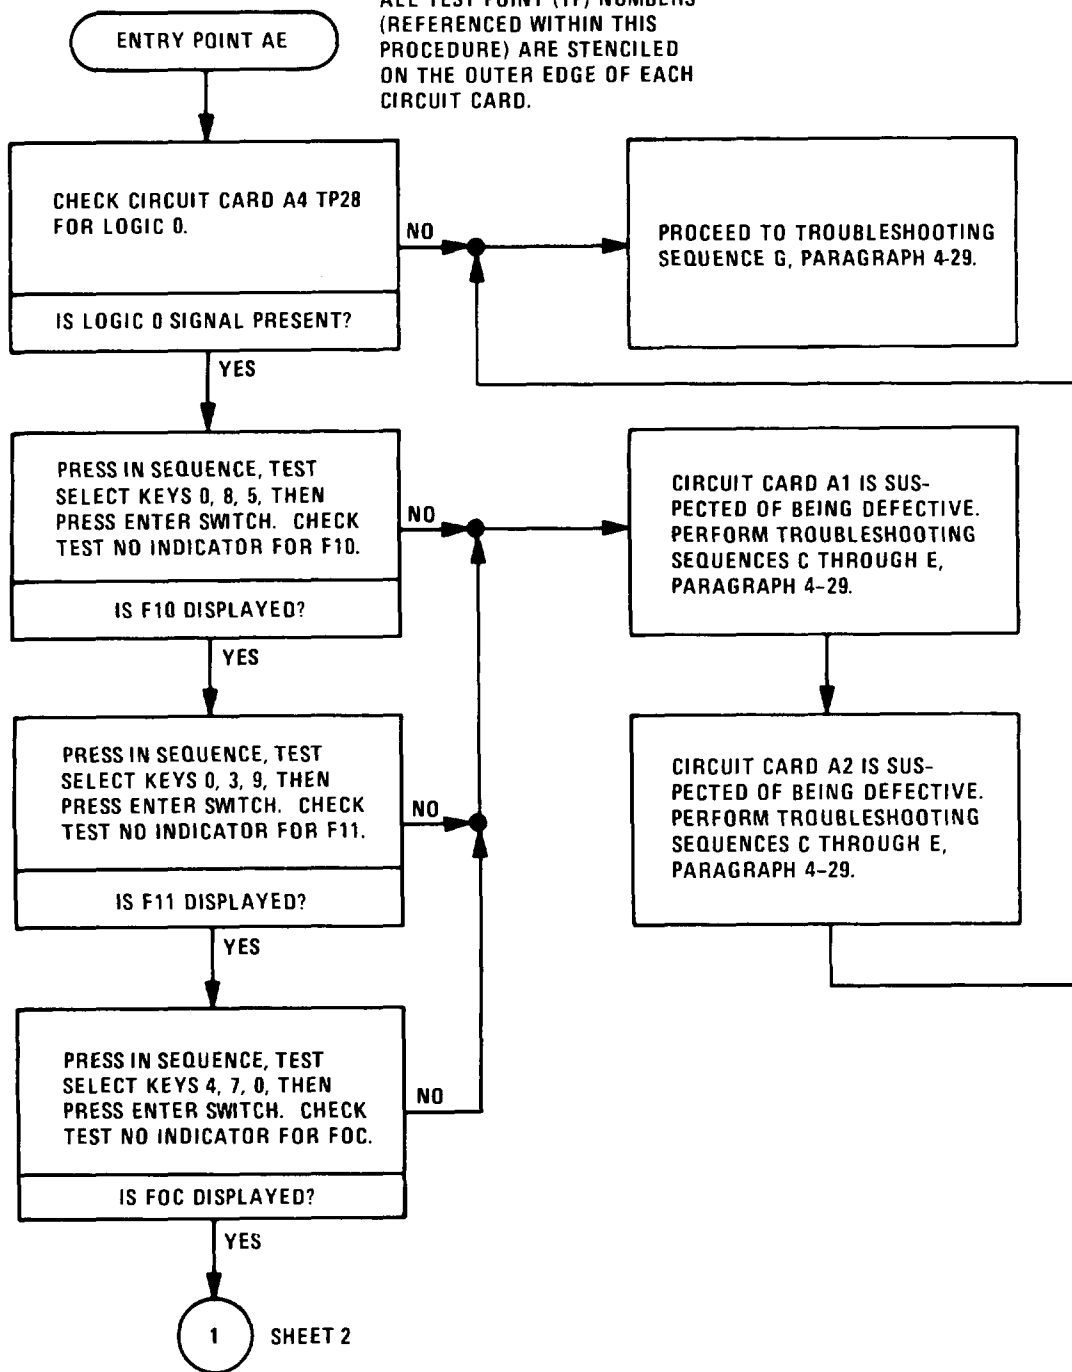 ALL TEST POINT (TP) NUMBERS
(REFERENCED WITHIN THIS
PROCEDURE) ARE STENCILED
ON THE OUTER EDGE OF EACH
CIRCUIT CARD.
ENTRY POINT AE
CHECK CIRCUIT CARD A4 TP28
FOR LOGIC 0.
IS LOGIC 0 SIGNAL PRESENT?
NO
PROCEED TO TROUBLESHOOTING
SEQUENCE G, PARAGRAPH 4-29.
YES
PRESS IN SEQUENCE, TEST
SELECT KEYS 0, 8, 5, THEN
PRESS ENTER SWITCH. CHECK
TEST NO INDICATOR FOR F10.
IS F10 DISPLAYED?
NO
CIRCUIT CARD A1 IS SUS-
PECTED OF BEING DEFECTIVE.
PERFORM TROUBLESHOOTING
SEQUENCES C THROUGH E,
PARAGRAPH 4-29.
YES
PRESS IN SEQUENCE, TEST
SELECT KEYS 0, 3, 9, THEN
PRESS ENTER SWITCH. CHECK
TEST NO INDICATOR FOR F11.
IS F11 DISPLAYED?
NO
CIRCUIT CARD A2 IS SUS-
PECTED OF BEING DEFECTIVE.
PERFORM TROUBLESHOOTING
SEQUENCES C THROUGH E,
PARAGRAPH 4-29.
YES
PRESS IN SEQUENCE, TEST
SELECT KEYS 4, 7, 0, THEN
PRESS ENTER SWITCH. CHECK
TEST NO INDICATOR FOR FOC.
IS FOC DISPLAYED?
NO
YES
1
SHEET 2